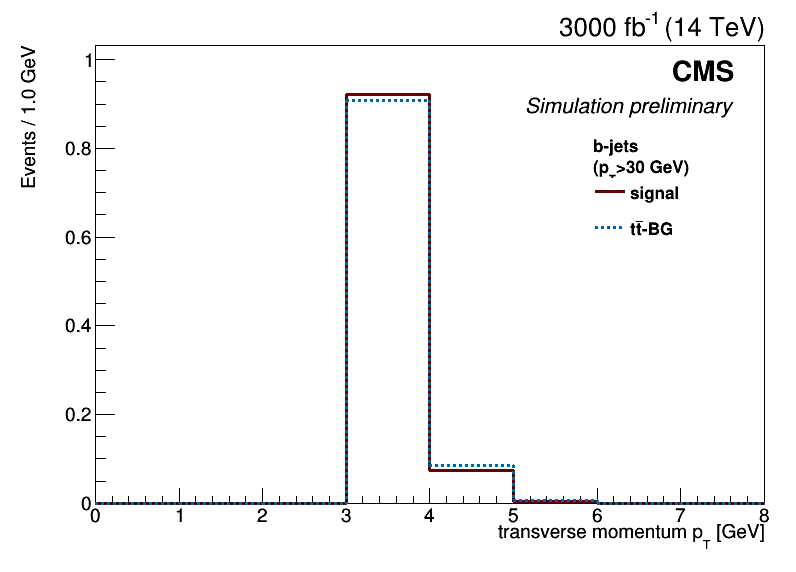 3000 fb⁻¹ (14 TeV)
Events / 1.0 GeV
CMS
Simulation preliminary
b-jets
(p_T>30 GeV)
signal
tt̄-BG
1
0.8
0.6
0.4
0.2
0
0 1 2 3 4 5 6 7 8
transverse momentum p_T [GeV]